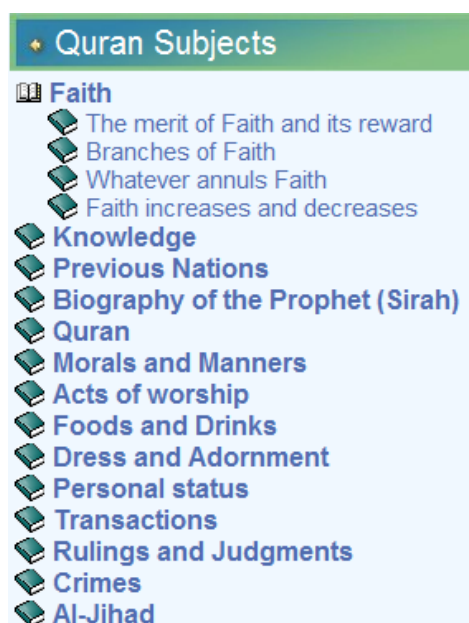 Quran Subjects
Faith
The merit of Faith and its reward
Branches of Faith
Whatever annuls Faith
Faith increases and decreases
Knowledge
Previous Nations
Biography of the Prophet (Sirah)
Quran
Morals and Manners
Acts of worship
Foods and Drinks
Dress and Adornment
Personal status
Transactions
Rulings and Judgments
Crimes
Al-Jihad